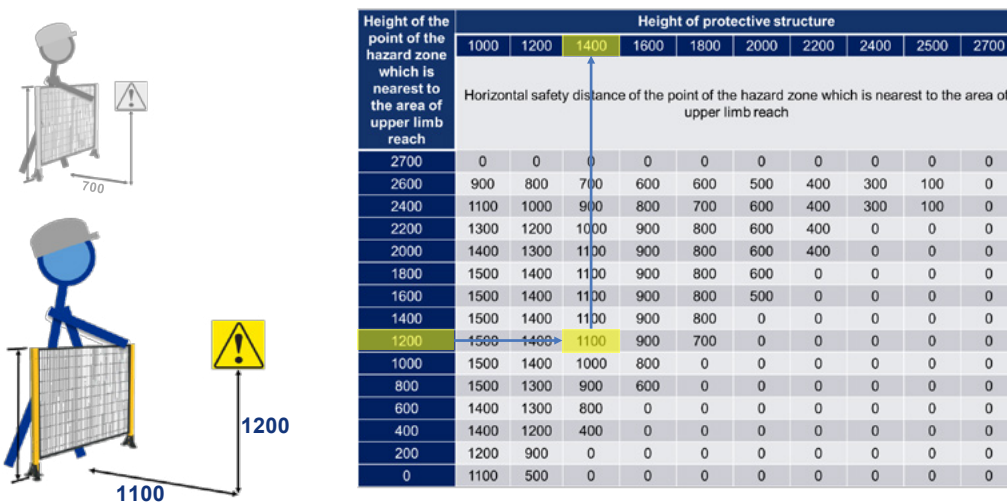 700
1200
1100
Height of the point of the hazard zone which is nearest to the area of upper limb reach
Height of protective structure
1000 1200 1400 1600 1800 2000 2200 2400 2500 2700
Horizontal safety distance of the point of the hazard zone which is nearest to the area of
upper limb reach
2700 0 0 0 0 0 0 0 0 0 0
2600 900 800 700 600 600 500 400 300 100 0
2400 1100 1000 900 800 700 600 400 300 100 0
2200 1300 1200 1000 900 800 600 400 0 0 0
2000 1400 1300 1100 900 800 600 400 0 0 0
1800 1500 1400 1100 900 800 600 0 0 0 0
1600 1500 1400 1100 900 800 500 0 0 0 0
1400 1500 1400 1100 900 800 0 0 0 0 0
1200 1500 1400 1100 900 700 0 0 0 0 0
1000 1500 1400 1000 800 0 0 0 0 0 0
800 1500 1300 900 600 0 0 0 0 0 0
600 1400 1300 800 0 0 0 0 0 0 0
400 1400 1200 400 0 0 0 0 0 0 0
200 1200 900 0 0 0 0 0 0 0 0
0 1100 500 0 0 0 0 0 0 0 0